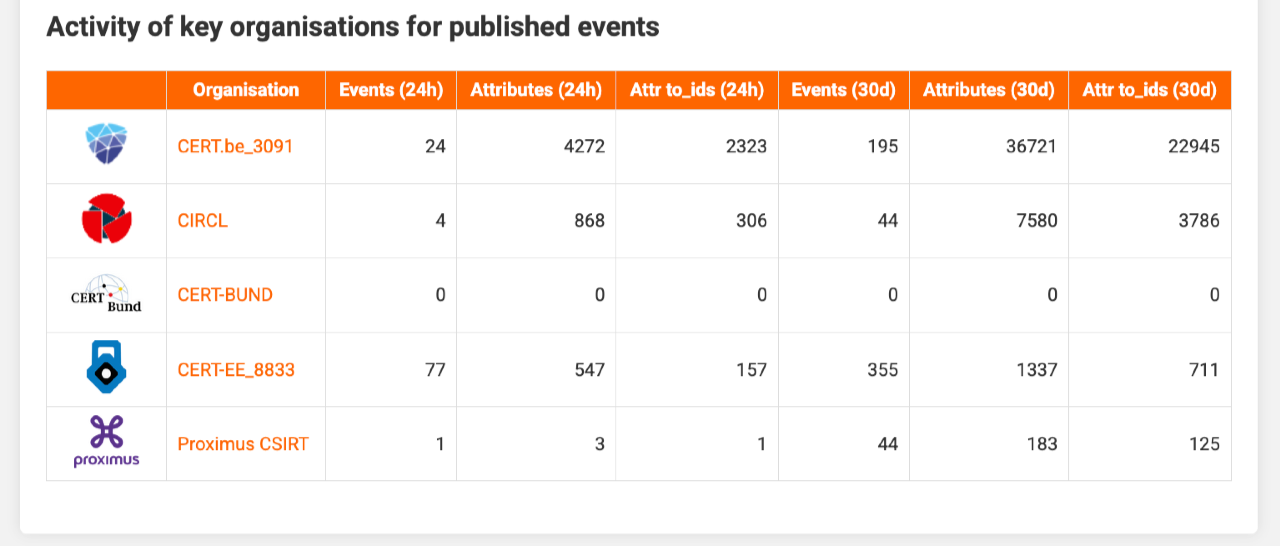 Activity of key organisations for published events
Organisation Events (24h) Attributes (24h) Attr to_ids (24h) Events (30d) Attributes (30d) Attr to_ids (30d)
CERT.be_3091 24 4272 2323 195 36721 22945
CIRCL 4 868 306 44 7580 3786
CERT Bund CERT-BUND 0 0 0 0 0 0
CERT-EE_8833 77 547 157 355 1337 711
proximus Proximus CSIRT 1 3 1 44 183 125